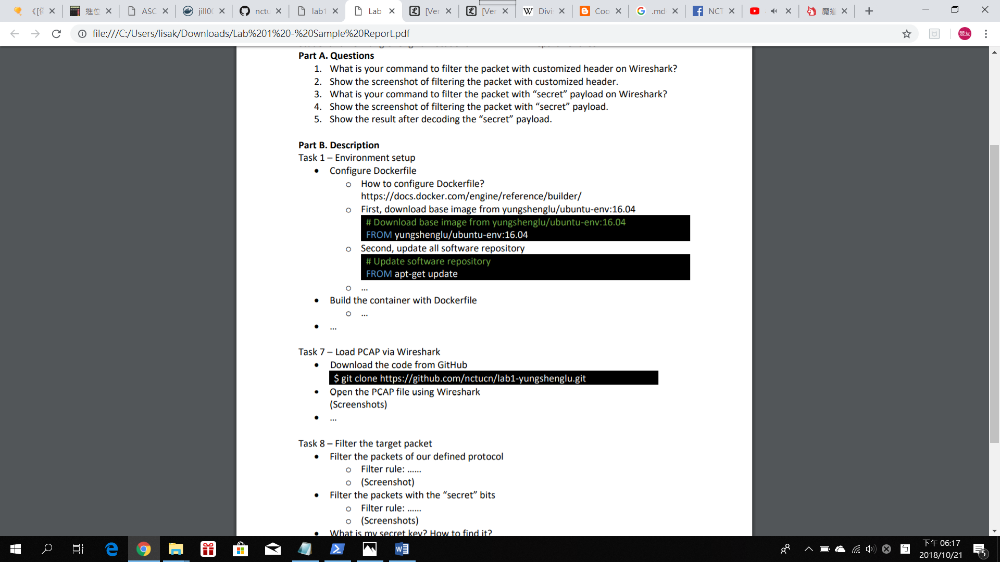 《[保
進位
ASC
jill00
nctu
lab1
Lab
[Ver
[Ver
Divi
Coo
.md
NCT
魔道
file:///C:/Users/lisak/Downloads/Lab%201%20-%20Sample%20Report.pdf
競友
Part A. Questions
1. What is your command to filter the packet with customized header on Wireshark?
2. Show the screenshot of filtering the packet with customized header.
3. What is your command to filter the packet with “secret” payload on Wireshark?
4. Show the screenshot of filtering the packet with “secret” payload.
5. Show the result after decoding the “secret” payload.
Part B. Description
Task 1 – Environment setup
• Configure Dockerfile
o How to configure Dockerfile?
https://docs.docker.com/engine/reference/builder/
o First, download base image from yungshenglu/ubuntu-env:16.04
# Download base image from yungshenglu/ubuntu-env:16.04
FROM yungshenglu/ubuntu-env:16.04
o Second, update all software repository
# Update software repository
FROM apt-get update
o ...
• Build the container with Dockerfile
o ...
• ...
Task 7 – Load PCAP via Wireshark
• Download the code from GitHub
$ git clone https://github.com/nctucn/lab1-yungshenglu.git
• Open the PCAP file using Wireshark
(Screenshots)
• ...
Task 8 – Filter the target packet
• Filter the packets of our defined protocol
o Filter rule: ......
o (Screenshot)
• Filter the packets with the “secret” bits
o Filter rule: ......
o (Screenshots)
• What is my secret key? How to find it?
下午 06:17
2018/10/21
5